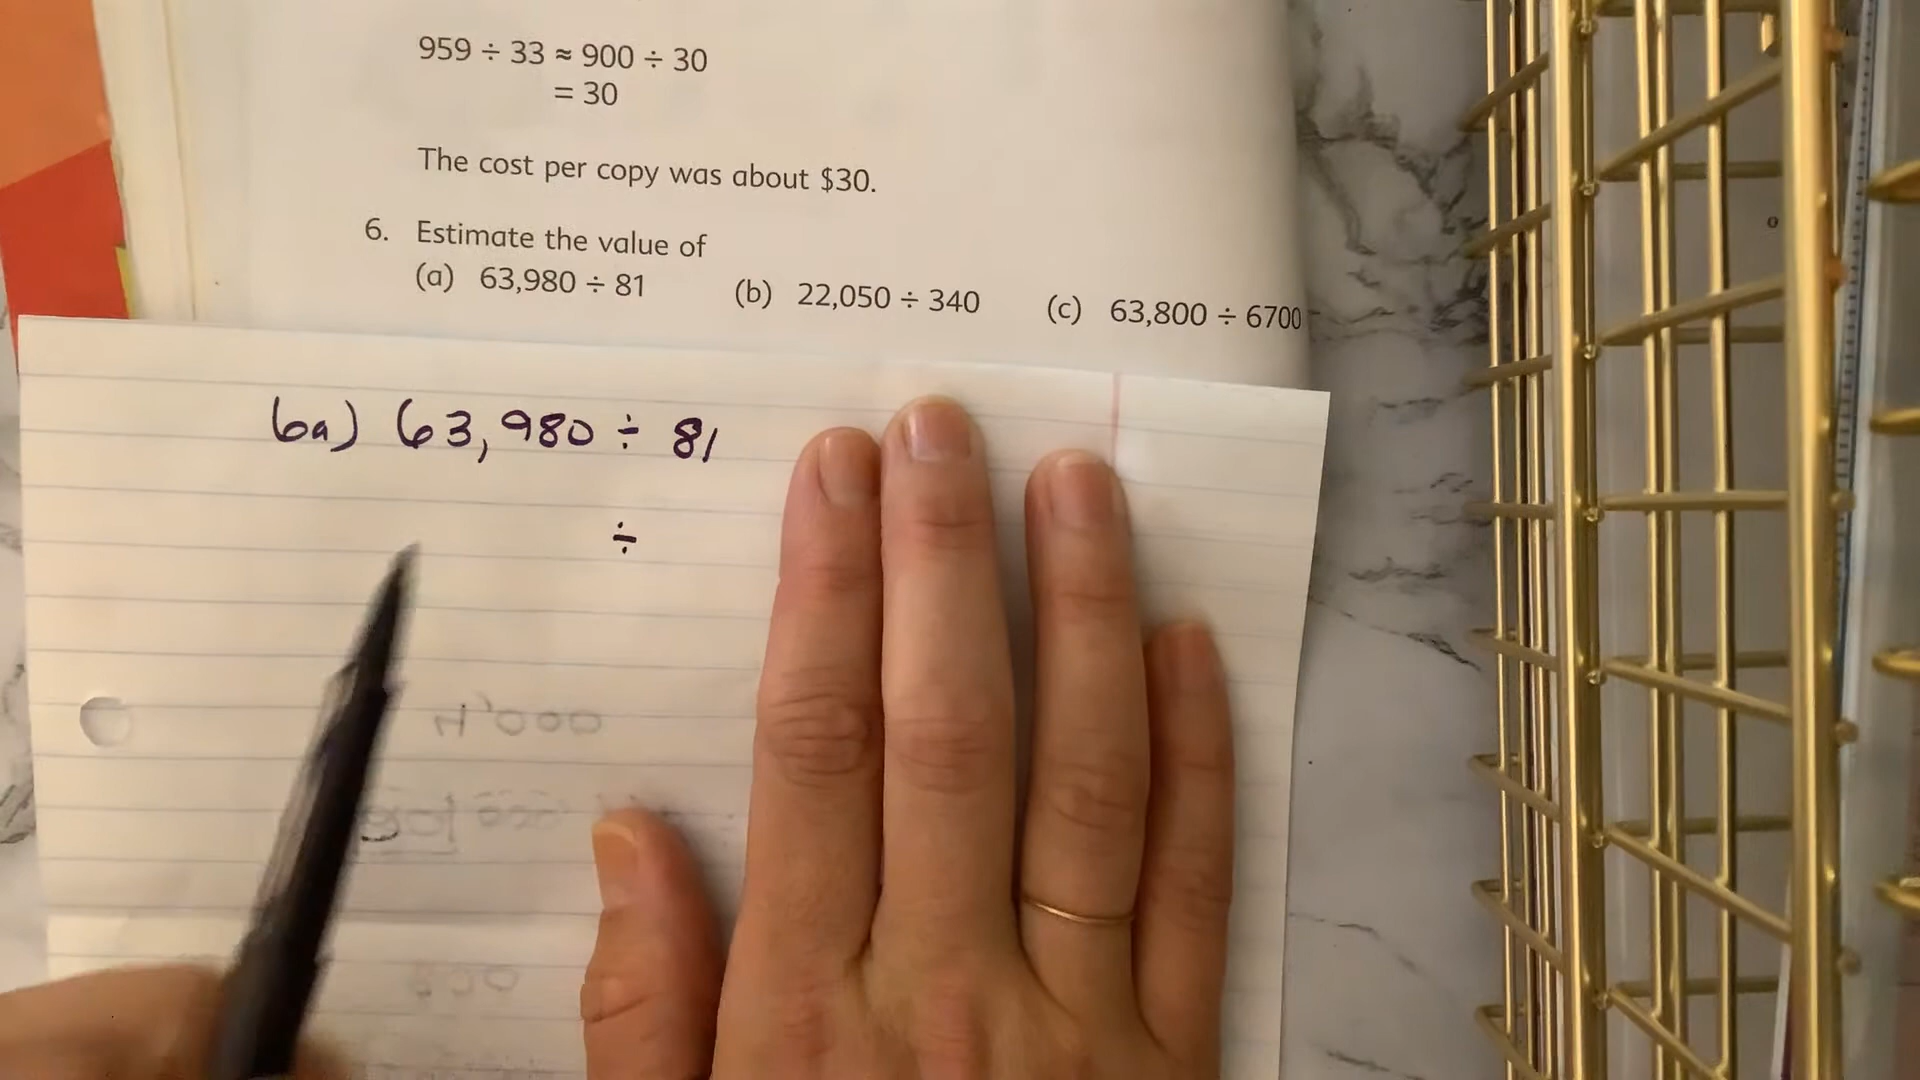 959 ÷ 33 ≈ 900 ÷ 30
= 30
The cost per copy was about $30.
6. Estimate the value of
(a) 63,980 ÷ 81 (b) 22,050 ÷ 340 (c) 63,800 ÷ 6700
6a) 63,980 ÷ 81
÷